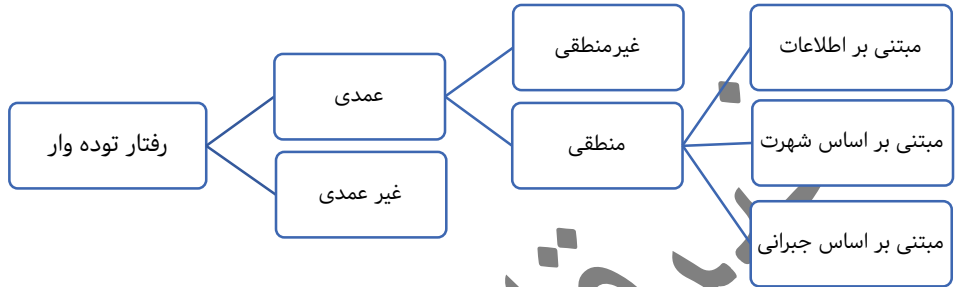 رفتار توده وار
عمدی
غیر عمدی
غیرمنطقی
منطقی
مبتنی بر اطلاعات
مبتنی بر اساس شهرت
مبتنی بر اساس جبرانی